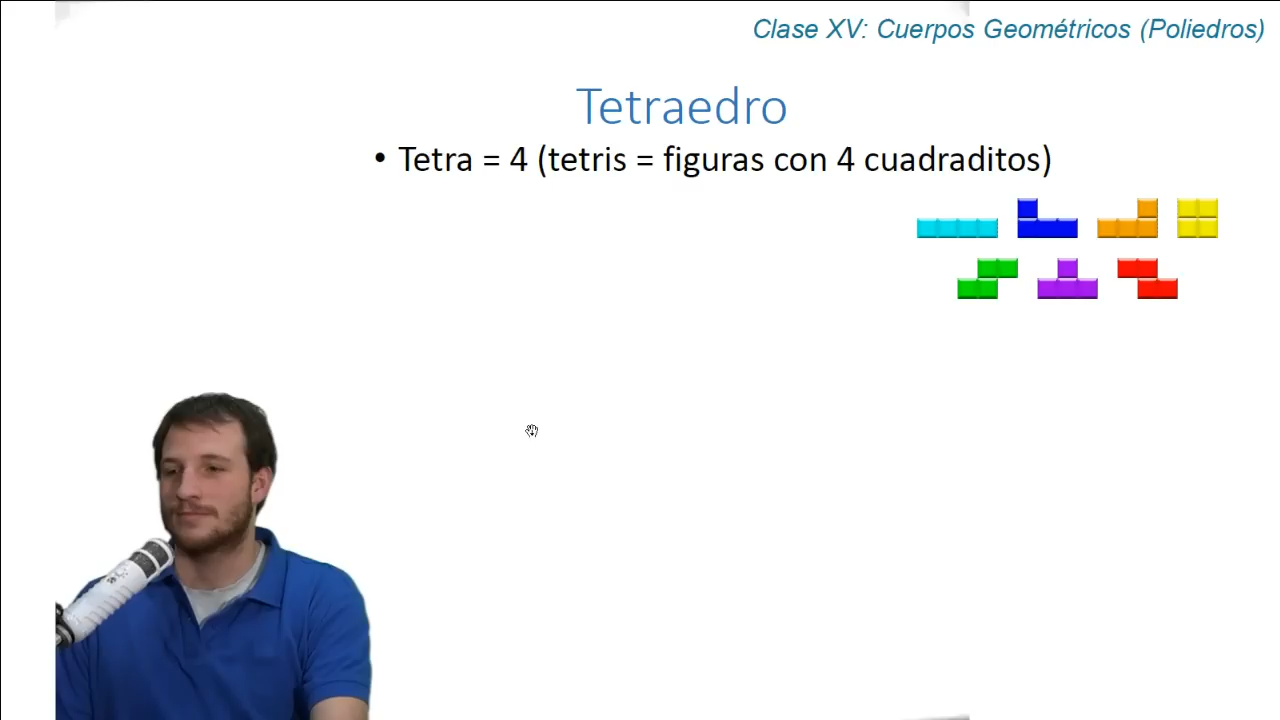 Clase XV: Cuerpos Geométricos (Poliedros)
Tetraedro
• Tetra = 4 (tetris = figuras con 4 cuadraditos)